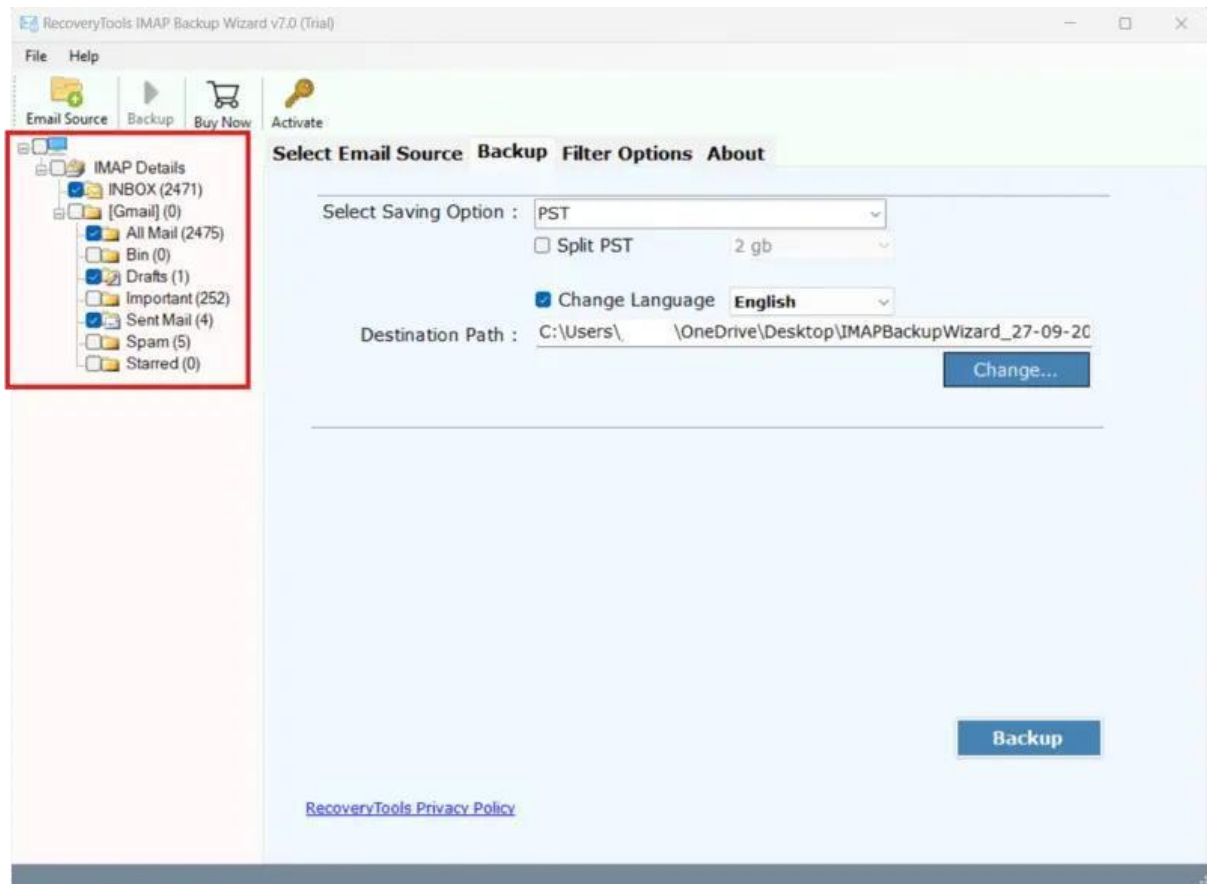 RecoveryTools IMAP Backup Wizard v7.0 (Trial)
File Help
Email Source Backup Buy Now Activate
IMAP Details
INBOX (2471)
[Gmail] (0)
All Mail (2475)
Bin (0)
Drafts (1)
Important (252)
Sent Mail (4)
Spam (5)
Starred (0)
Select Email Source Backup Filter Options About
Select Saving Option : PST
Split PST 2 gb
Change Language English
Destination Path : C:\Users\ \OneDrive\Desktop\IMAPBackupWizard_27-09-20
Change...
Backup
RecoveryTools Privacy Policy